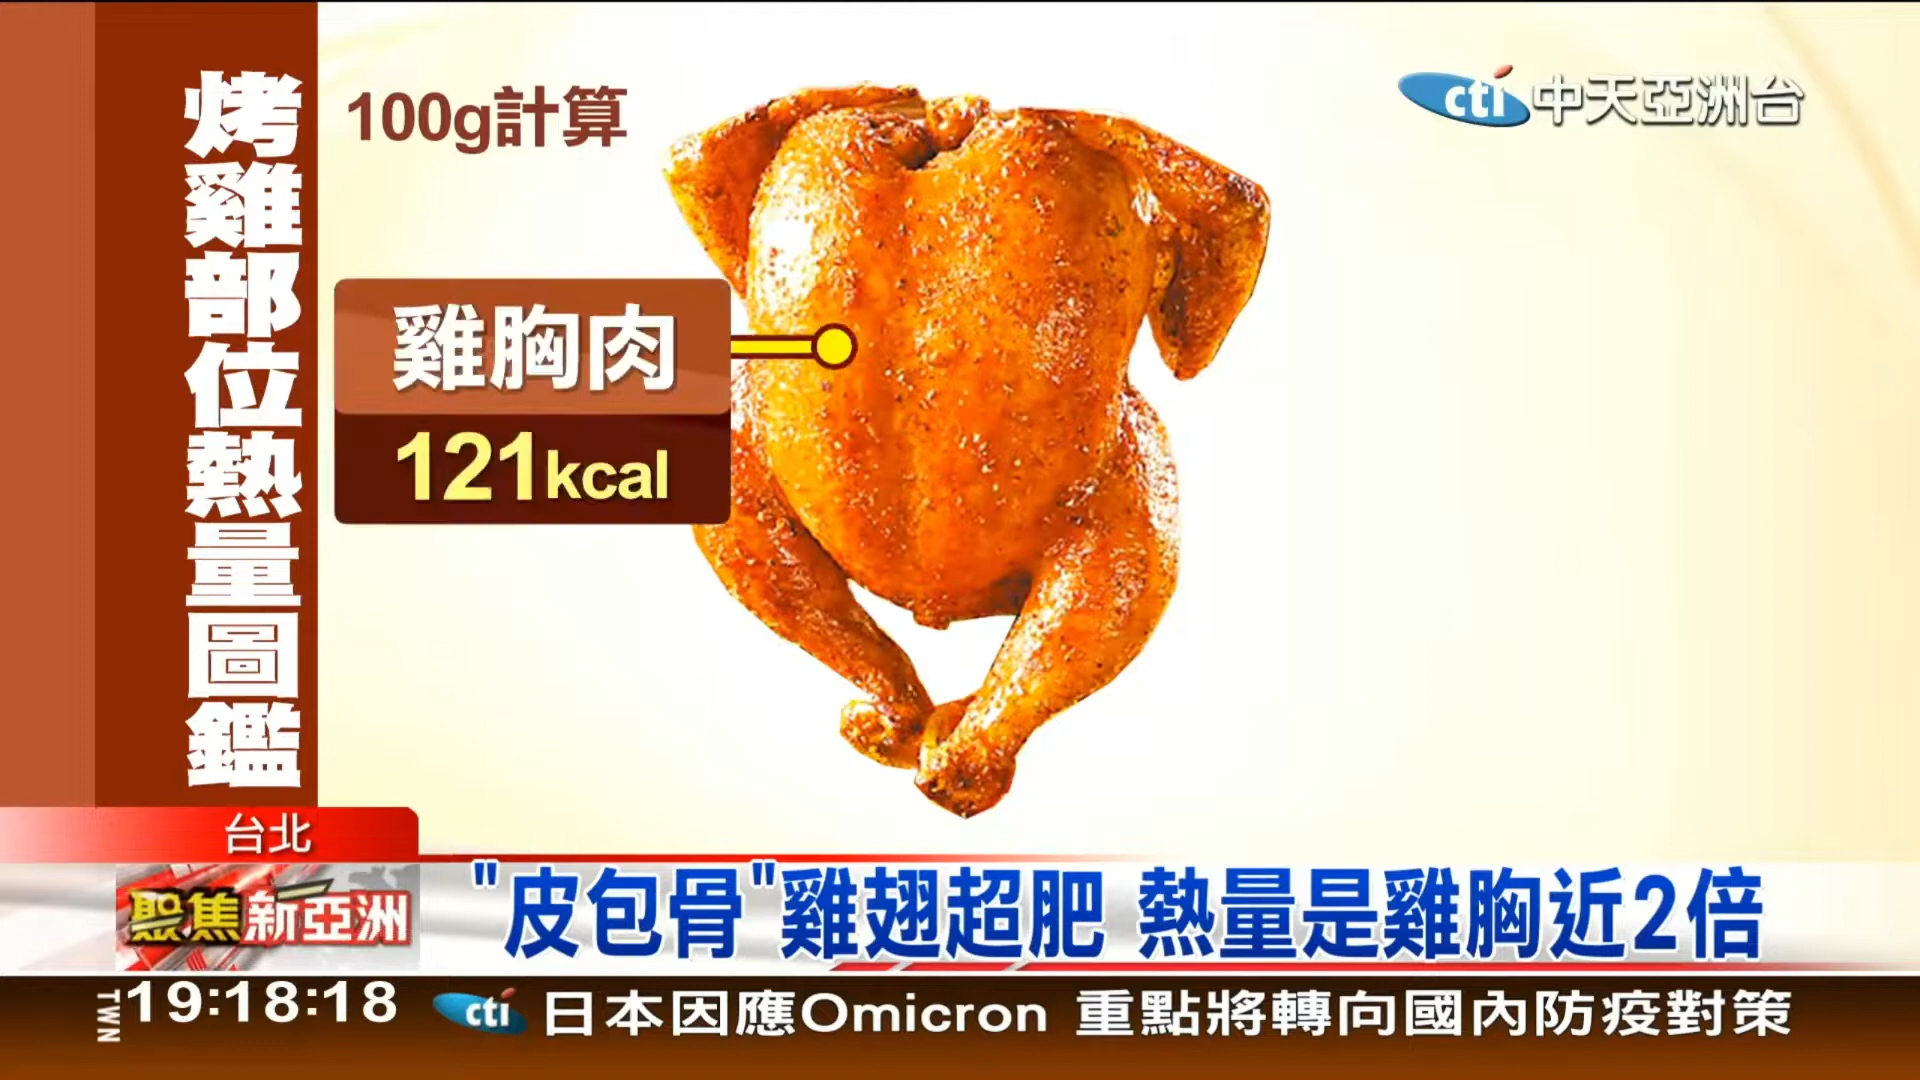 烤雞部位熱量圖鑑
100g計算
cti中天亞洲台
雞胸肉
121kcal
台北
聚焦新亞洲
"皮包骨"雞翅超肥 熱量是雞胸近2倍
TWN 19:18:18
cti 日本因應Omicron 重點將轉向國內防疫對策